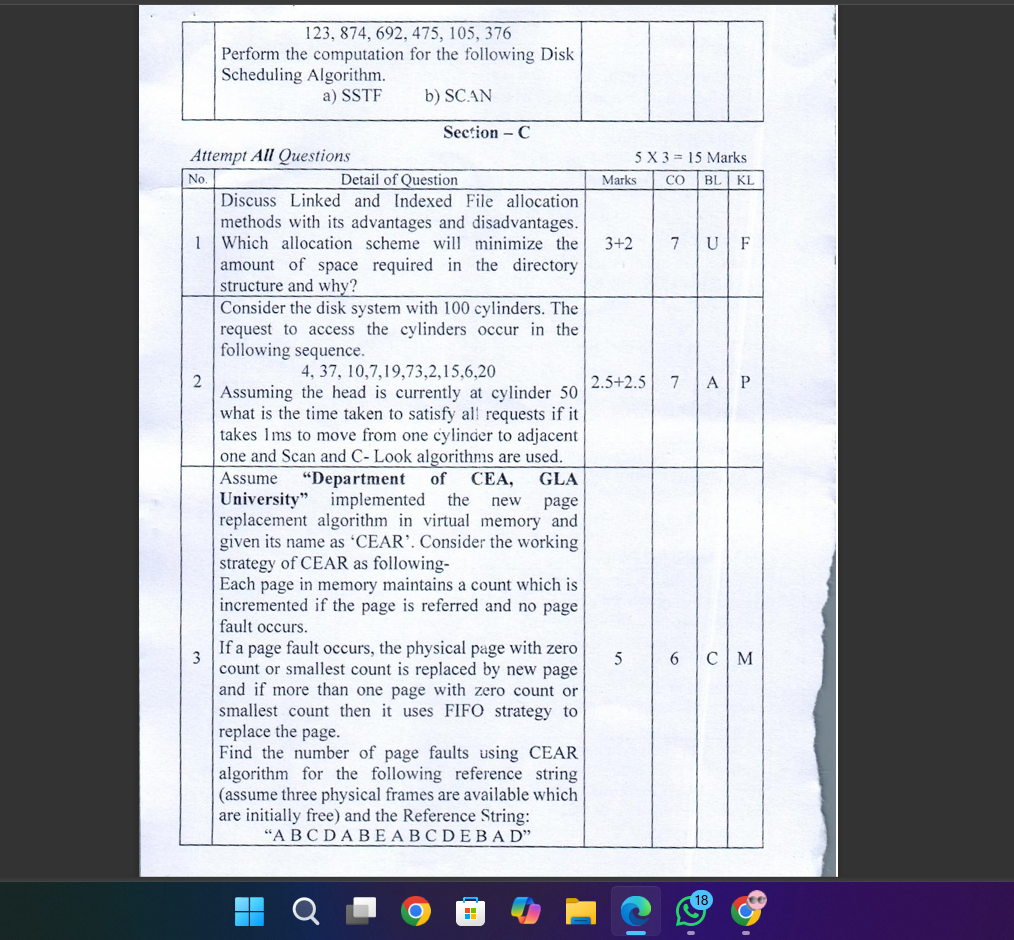 123, 874, 692, 475, 105, 376
Perform the computation for the following Disk
Scheduling Algorithm.
a) SSTF b) SCAN
Section – C
Attempt All Questions 5 X 3 = 15 Marks
No. Detail of Question Marks CO BL KL
Discuss Linked and Indexed File allocation
methods with its advantages and disadvantages.
1 Which allocation scheme will minimize the 3+2 7 U F
amount of space required in the directory
structure and why?
Consider the disk system with 100 cylinders. The
request to access the cylinders occur in the
following sequence.
4, 37, 10,7,19,73,2,15,6,20
2 Assuming the head is currently at cylinder 50 2.5+2.5 7 A P
what is the time taken to satisfy all requests if it
takes 1ms to move from one cylinder to adjacent
one and Scan and C- Look algorithms are used.
Assume “Department of CEA, GLA
University” implemented the new page
replacement algorithm in virtual memory and
given its name as ‘CEAR’. Consider the working
strategy of CEAR as following-
Each page in memory maintains a count which is
incremented if the page is referred and no page
fault occurs.
If a page fault occurs, the physical page with zero
3 count or smallest count is replaced by new page 5 6 C M
and if more than one page with zero count or
smallest count then it uses FIFO strategy to
replace the page.
Find the number of page faults using CEAR
algorithm for the following reference string
(assume three physical frames are available which
are initially free) and the Reference String:
“A B C D A B E A B C D E B A D”
18